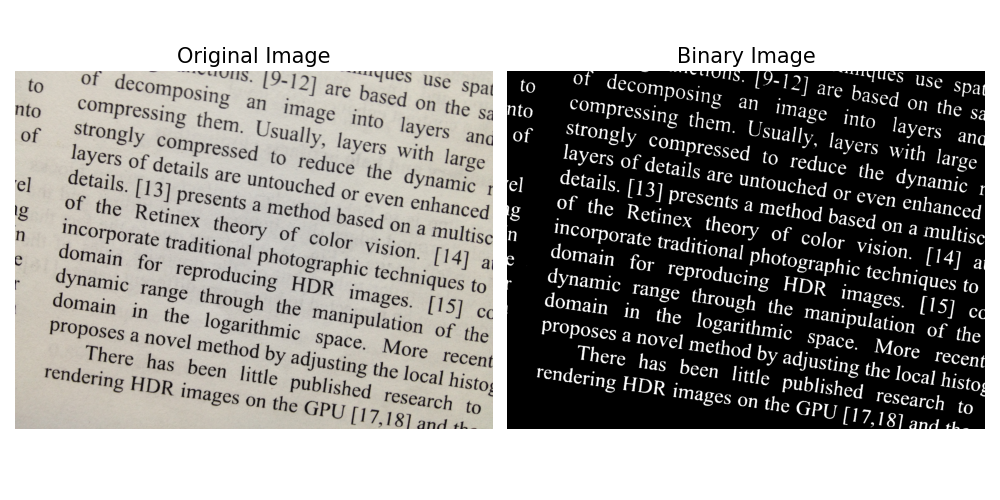 Original Image
to
nto
of
el
g
n
e
r
[9-12] are based on the sa
of decomposing an image into layers and
compressing them. Usually, layers with large
strongly compressed to reduce the dynamic r
layers of details are untouched or even enhanced
details. [13] presents a method based on a multisc
of the Retinex theory of color vision. [14] a
incorporate traditional photographic techniques to
domain for reproducing HDR images. [15] co
dynamic range through the manipulation of the
domain in the logarithmic space. More recent
proposes a novel method by adjusting the local histog
There has been little published research to
rendering HDR images on the GPU [17,18] and
Binary Image
to
nto
of
el
g
n
e
[9-12] are based on the sa
of decomposing an image into layers and
compressing them. Usually, layers with large
strongly compressed to reduce the dynamic r
layers of details are untouched or even enhanced
details. [13] presents a method based on a multisc
of the Retinex theory of color vision. [14] a
incorporate traditional photographic techniques to
domain for reproducing HDR images. [15] co
dynamic range through the manipulation of the
domain in the logarithmic space. More recent
proposes a novel method by adjusting the local histog
There has been little published research to
rendering HDR images on the GPU [17,18] and